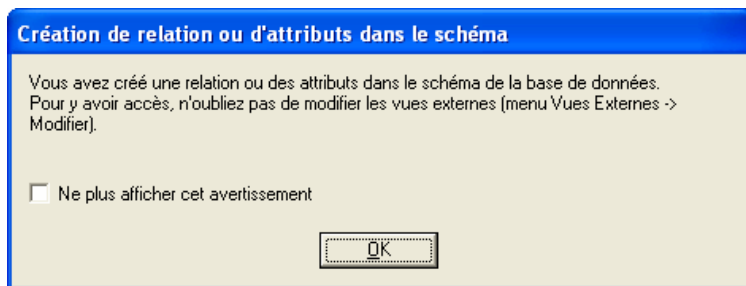 Création de relation ou d'attributs dans le schéma
Vous avez créé une relation ou des attributs dans le schéma de la base de données.
Pour y avoir accès, n'oubliez pas de modifier les vues externes (menu Vues Externes ->
Modifier).
Ne plus afficher cet avertissement
OK